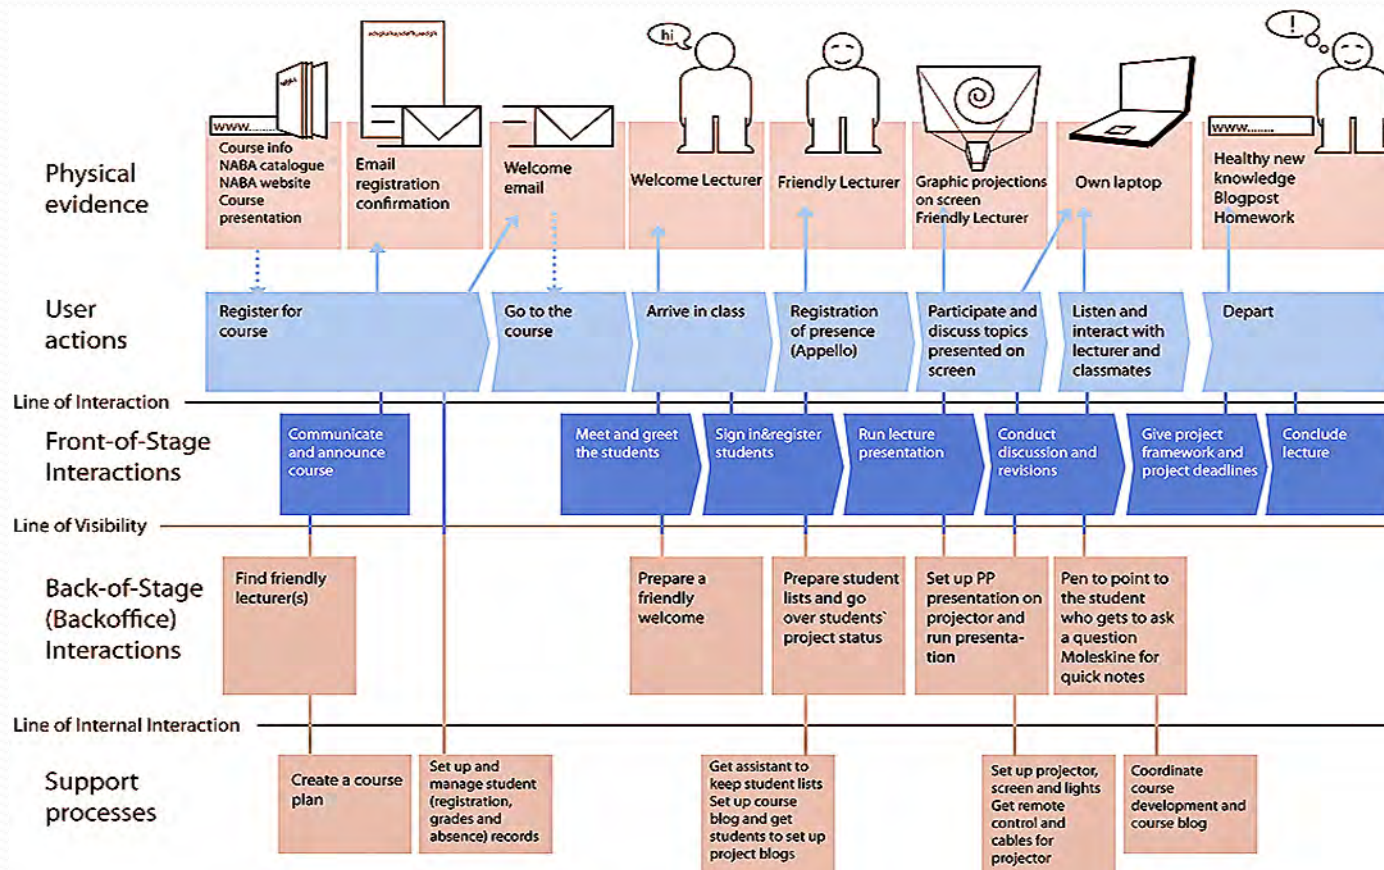 adsgkafkajsdafkjaedgfk
hi
!
NABA
www........
www........
Physical
evidence
Course info
NABA catalogue
NABA website
Course
presentation
Email
registration
confirmation
Welcome
email
Welcome Lecturer
Friendly Lecturer
Graphic projections
on screen
Friendly Lecturer
Own laptop
Healthy new
knowledge
Blogpost
Homework
User
actions
Register for
course
Go to the
course
Arrive in class
Registration
of presence
(Appello)
Participate and
discuss topics
presented on
screen
Listen and
interact with
lecturer and
classmates
Depart
Line of Interaction
Front-of-Stage
Interactions
Communicate
and announce
course
Meet and greet
the students
Sign in&register
students
Run lecture
presentation
Conduct
discussion and
revisions
Give project
framework and
project deadlines
Conclude
lecture
Line of Visibility
Back-of-Stage
(Backoffice)
Interactions
Find friendly
lecturer(s)
Prepare a
friendly
welcome
Prepare student
lists and go
over students`
project status
Set up PP
presentation on
projector and
run presenta-
tion
Pen to point to
the student
who gets to ask
a question
Moleskine for
quick notes
Line of Internal Interaction
Support
processes
Create a course
plan
Set up and
manage student
(registration,
grades and
absence) records
Get assistant to
keep student lists
Set up course
blog and get
students to set up
project blogs
Set up projector,
screen and lights
Get remote
control and
cables for
projector
Coordinate
course
development and
course blog